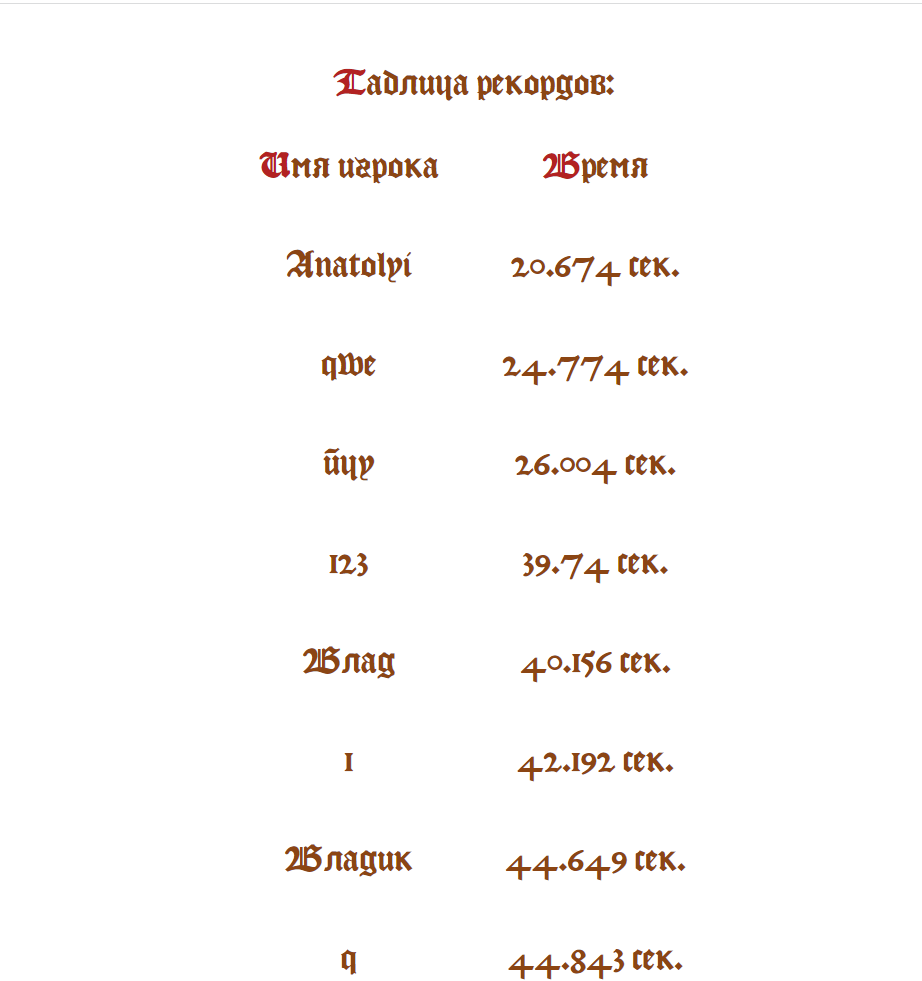 Таблица рекордов:
Имя игрока Время
Anatolyi 20.674 сек.
qwe 24.774 сек.
йцу 26.004 сек.
123 39.74 сек.
Влад 40.156 сек.
1 42.192 сек.
Владик 44.649 сек.
q 44.843 сек.